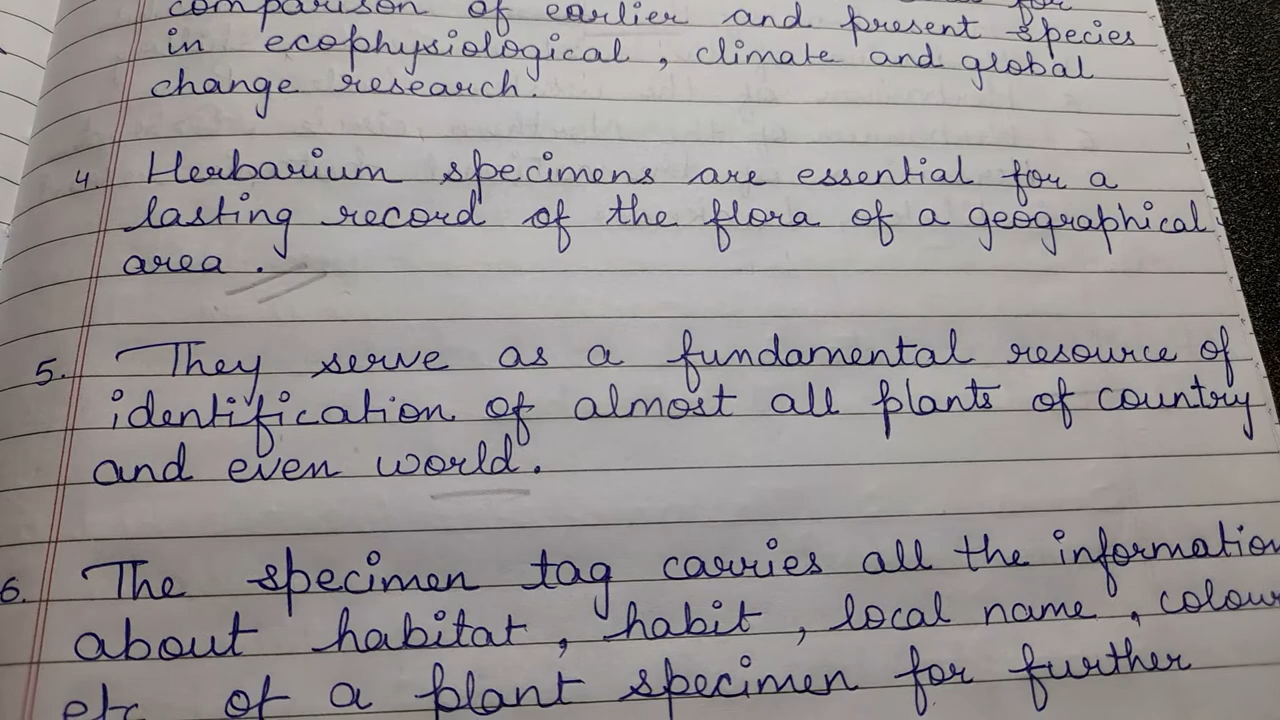 comparison of earlier and present species for
in ecophysiological, climate and global
change research.
4. Herbarium specimens are essential for a
lasting record of the flora of a geographical
area.
5. They serve as a fundamental resource of
identification of almost all plants of country
and even world.
6. The specimen tag carries all the information
about habitat, habit, local name, colour
etc of a plant specimen for further